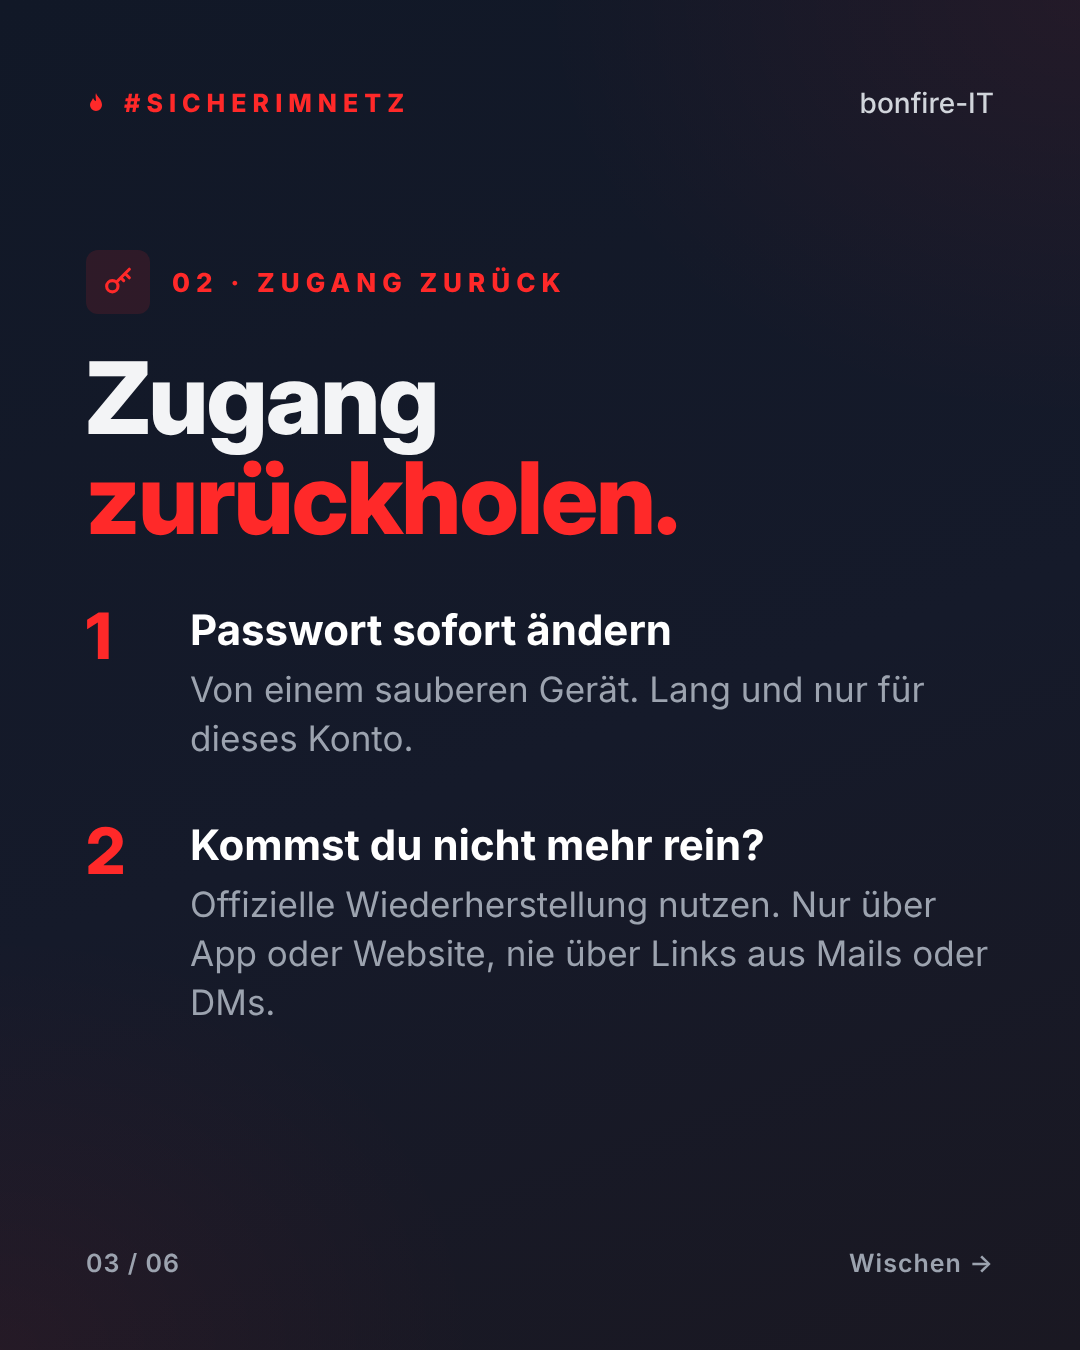 #SICHERIMNETZ
bonfire-IT
02 · ZUGANG ZURÜCK
Zugang
zurückholen.
1
Passwort sofort ändern
Von einem sauberen Gerät. Lang und nur für
dieses Konto.
2
Kommst du nicht mehr rein?
Offizielle Wiederherstellung nutzen. Nur über
App oder Website, nie über Links aus Mails oder
DMs.
03 / 06
Wischen →